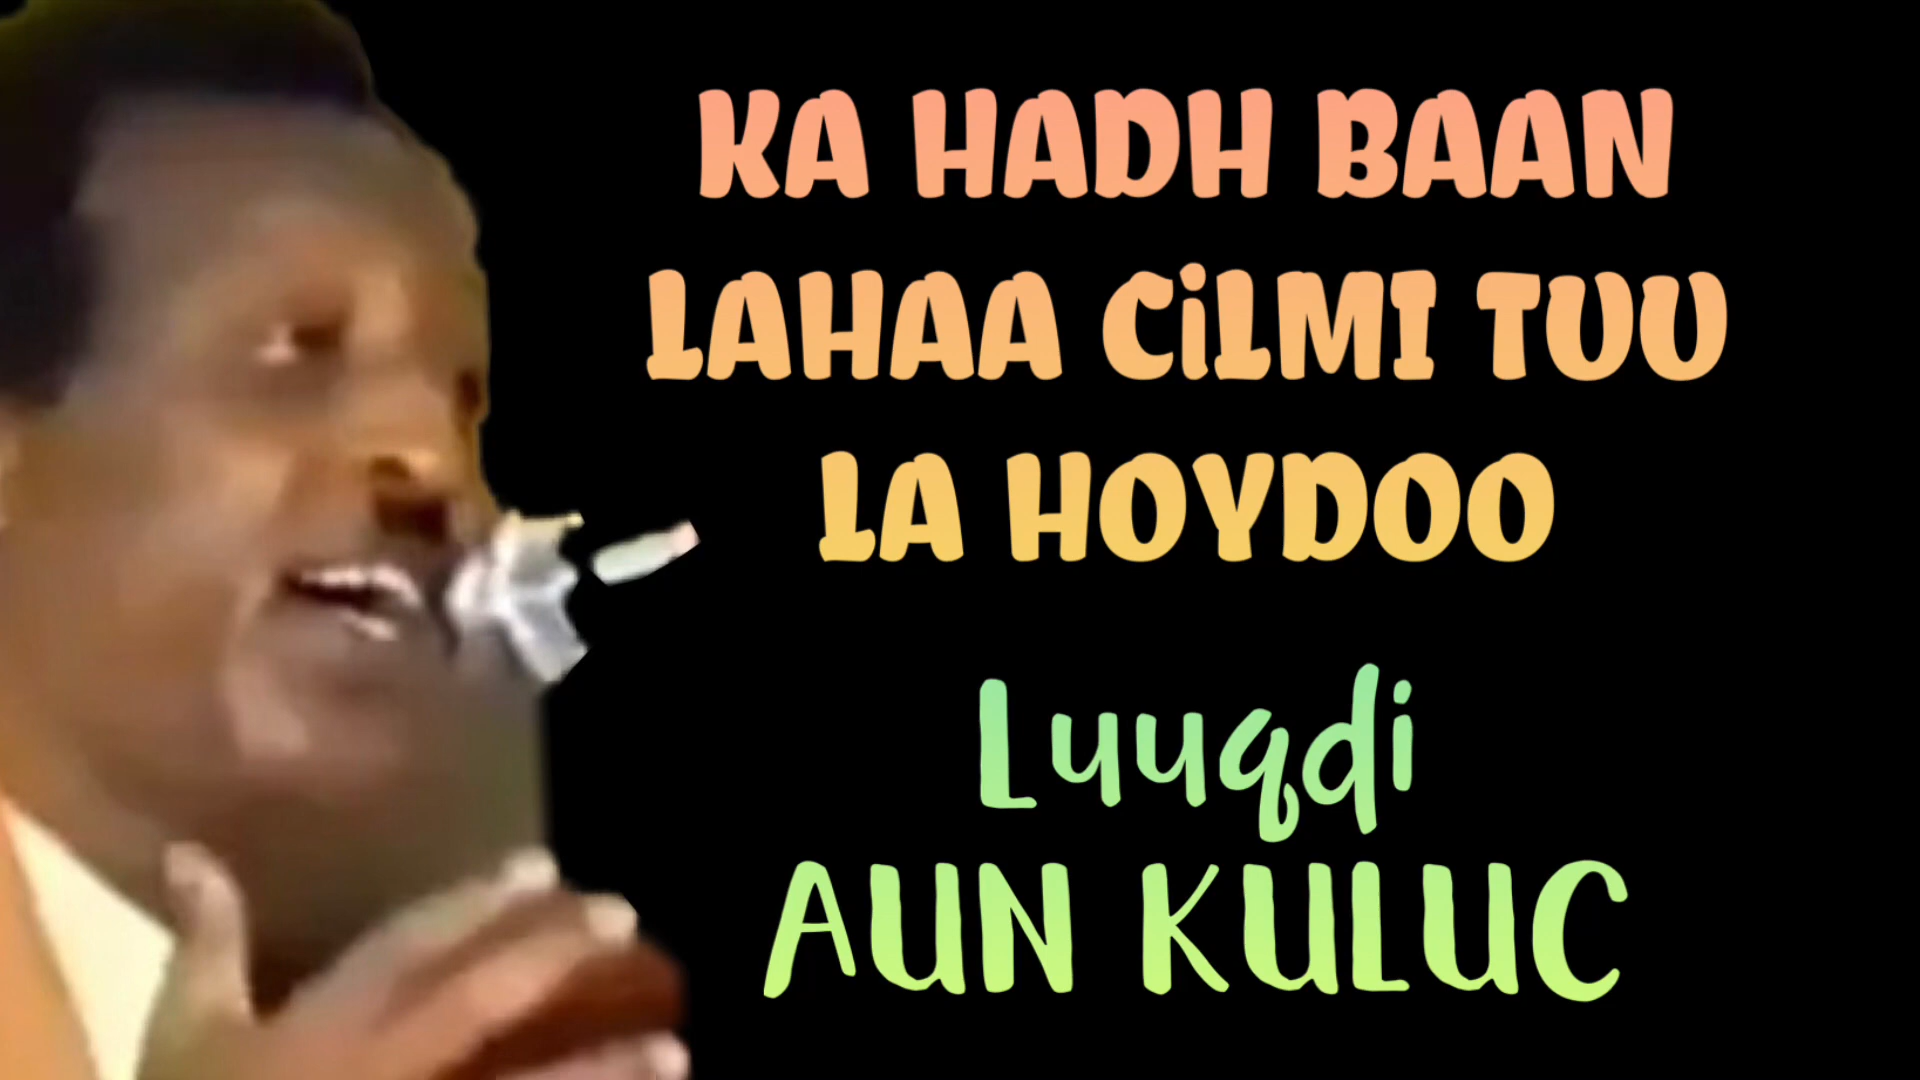 KA HADH BAAN
LAHAA CiLMI TUU
LA HOYDOO
Luuqdi
AUN KULUC